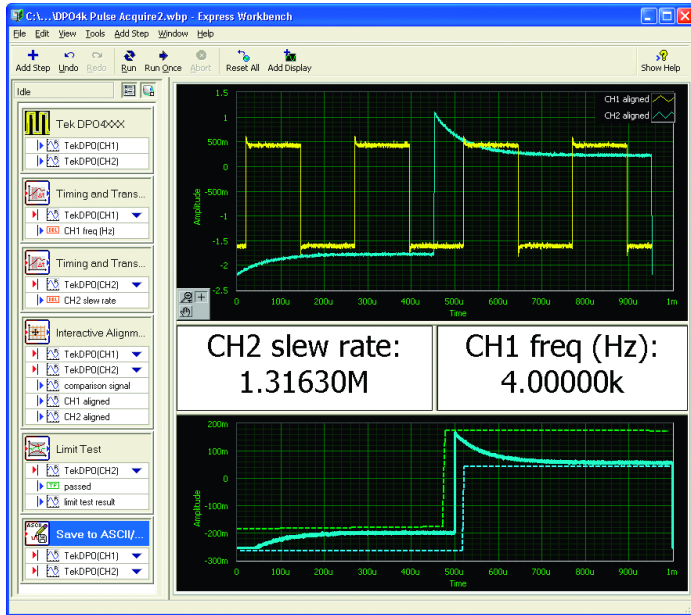 C:\...\DPO4k Pulse Acquire2.wbp - Express Workbench
File Edit View Tools Add Step Window Help
Add Step Undo Redo Run Run Once Abort Reset All Add Display Show Help
Idle
Tek DPO4XXX
TekDPO(CH1)
TekDPO(CH2)
Timing and Trans...
TekDPO(CH1)
DBL CH1 freq (Hz)
Timing and Trans...
TekDPO(CH2)
DBL CH2 slew rate
Interactive Alignm...
TekDPO(CH1)
TekDPO(CH2)
comparison signal
CH1 aligned
CH2 aligned
Limit Test
TekDPO(CH2)
TF passed
limit test result
ASCII
Save to ASCII/...
TekDPO(CH1)
TekDPO(CH2)
CH1 aligned
CH2 aligned
Amplitude
1.5
1
500m
0
-500m
-1
-1.5
-2
-2.5
0 100u 200u 300u 400u 500u 600u 700u 800u 900u 1m
Time
CH2 slew rate:
1.31630M
CH1 freq (Hz):
4.00000k
Amplitude
200m
100m
0
-100m
-200m
-300m
0 100u 200u 300u 400u 500u 600u 700u 800u 900u 1m
Time